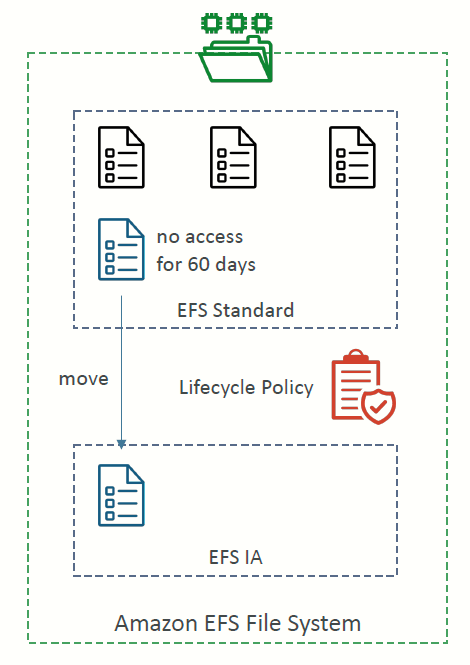 no access
for 60 days
EFS Standard
move
Lifecycle Policy
EFS IA
Amazon EFS File System